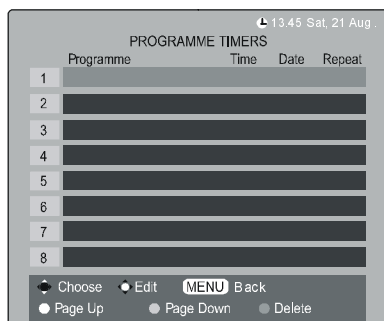 13.45 Sat, 21 Aug.
PROGRAMME TIMERS
Programme Time Date Repeat
1
2
3
4
5
6
7
8
Choose Edit MENU Back
Page Up Page Down Delete